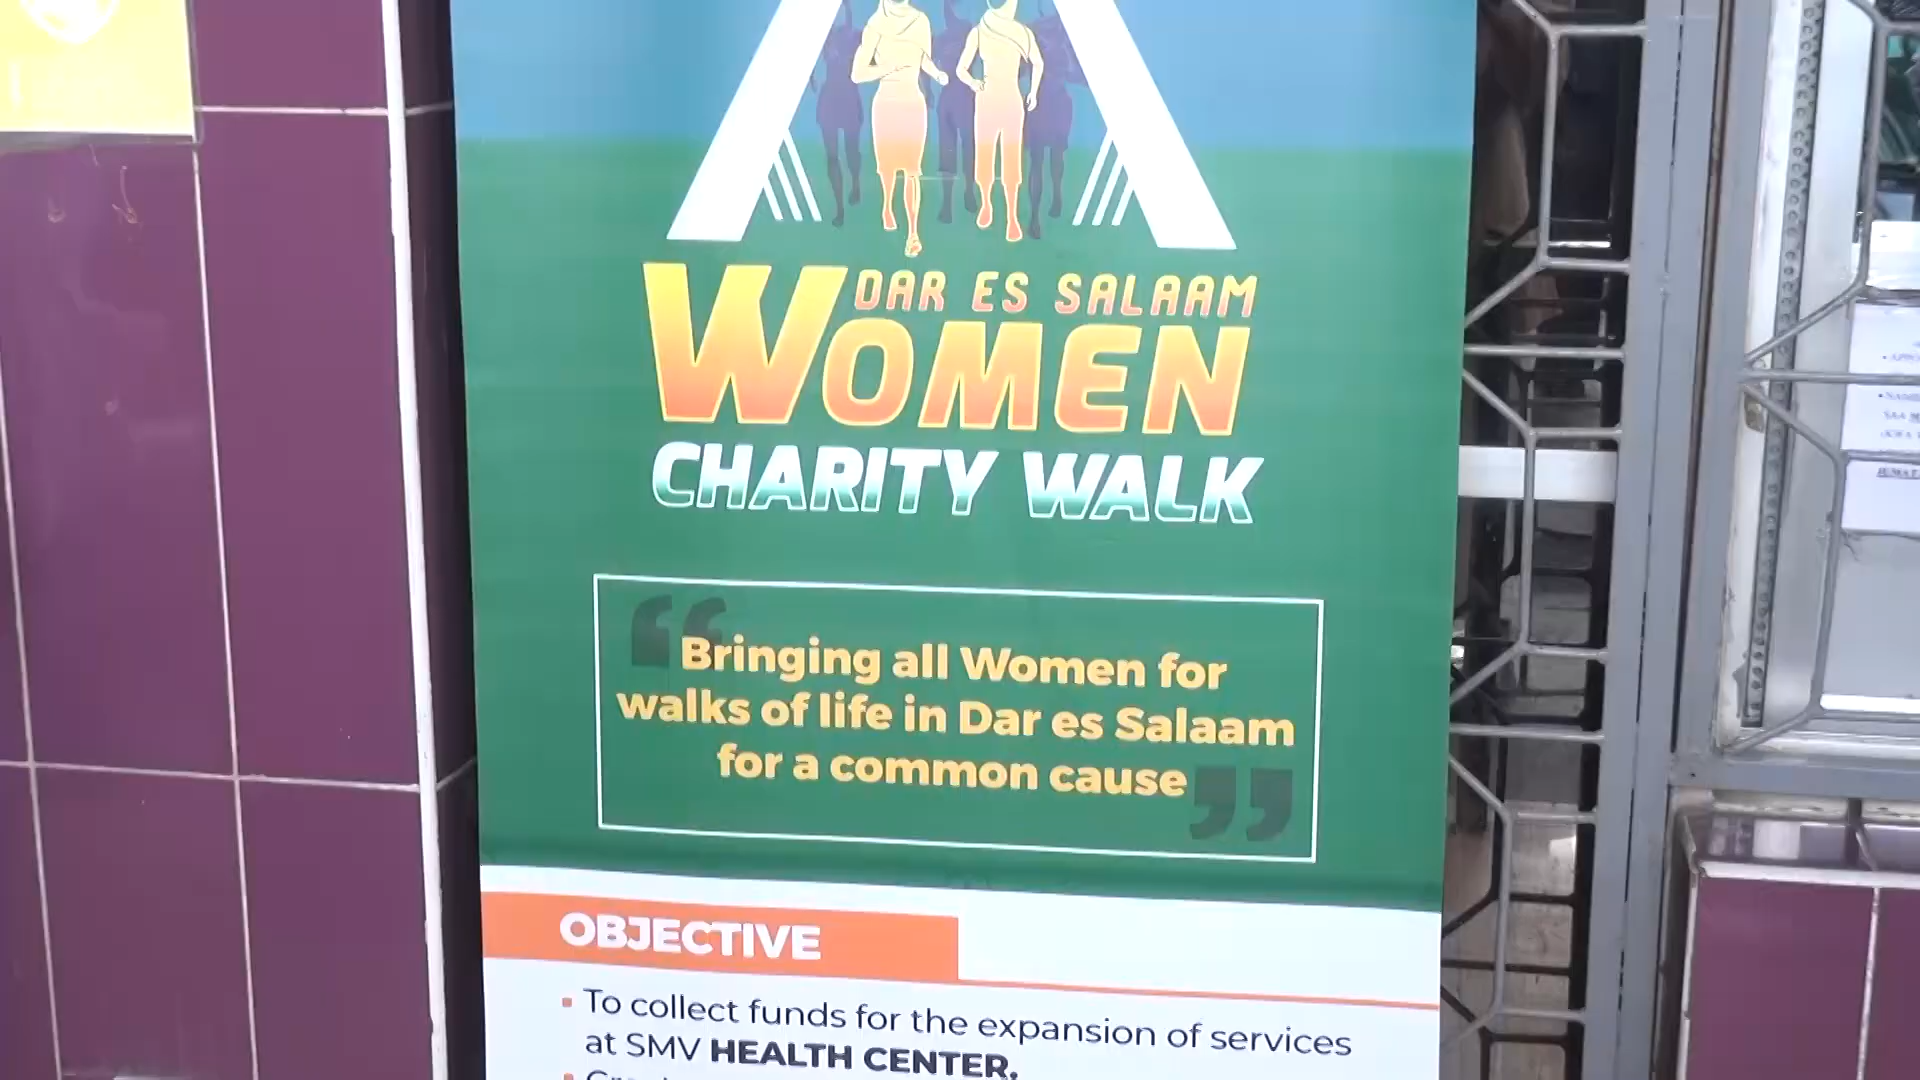 DAR ES SALAAM
WOMEN
CHARITY WALK
“Bringing all Women for
walks of life in Dar es Salaam
for a common cause”
OBJECTIVE
▪ To collect funds for the expansion of services
at SMV HEALTH CENTER.